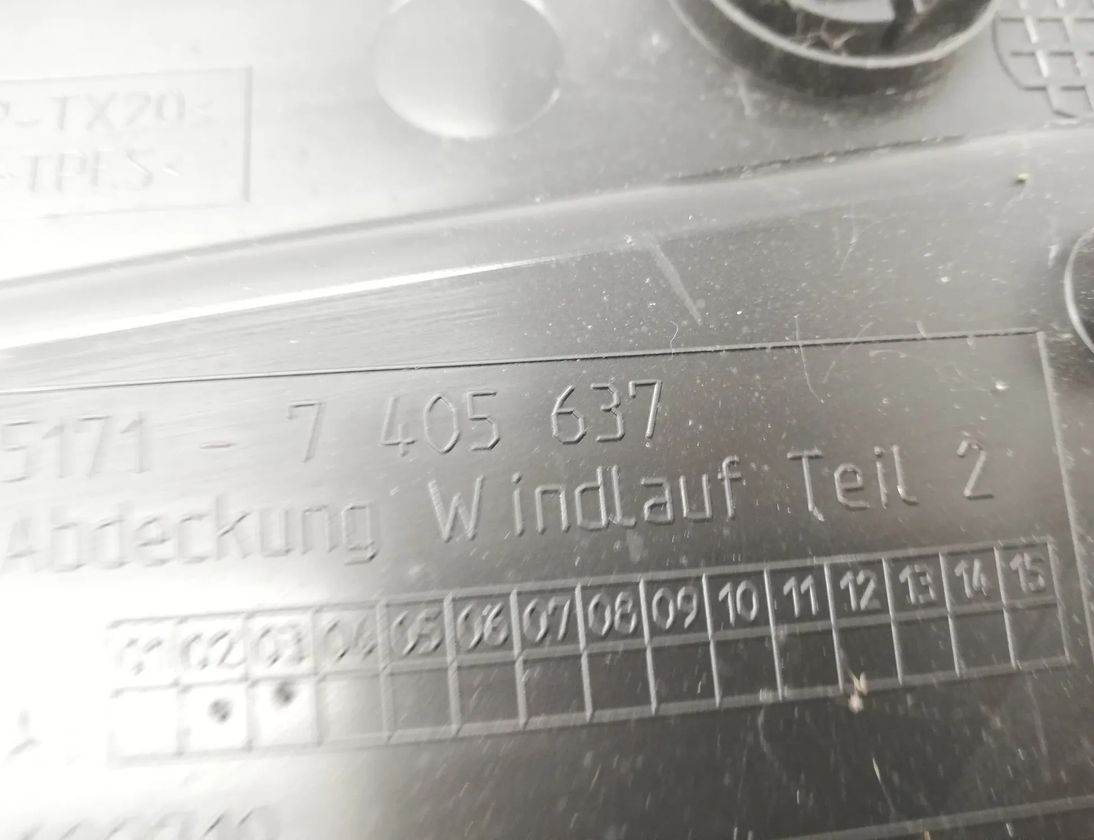 P-TX20<
>TPES<
5171 - 7 405 637
Abdeckung Windlauf Teil 2
01 02 03 04 05 06 07 08 09 10 11 12 13 14 15